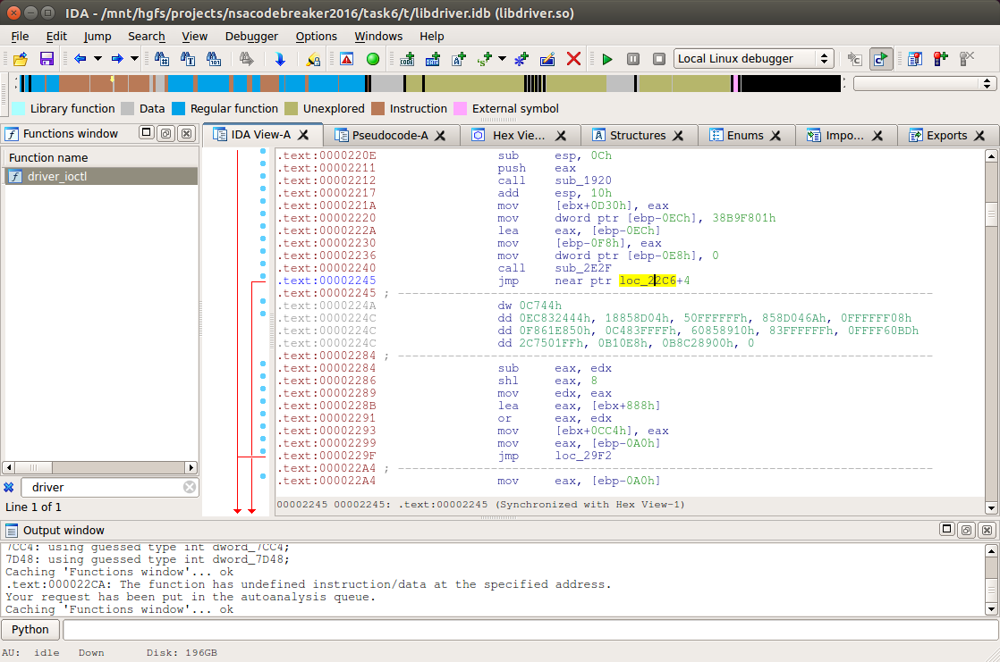 IDA - /mnt/hgfs/projects/nsacodebreaker2016/task6/t/libdriver.idb (libdriver.so)
File Edit Jump Search View Debugger Options Windows Help
Local Linux debugger
Library function Data Regular function Unexplored Instruction External symbol
Functions window
IDA View-A Pseudocode-A Hex Vie... Structures Enums Impo... Exports
Function name
driver_ioctl
.text:0000220E sub esp, 0Ch
.text:00002211 push eax
.text:00002212 call sub_1920
.text:00002217 add esp, 10h
.text:0000221A mov [ebx+0D30h], eax
.text:00002220 mov dword ptr [ebp-0ECh], 38B9F801h
.text:0000222A lea eax, [ebp-0ECh]
.text:00002230 mov [ebp-0F8h], eax
.text:00002236 mov dword ptr [ebp-0E8h], 0
.text:00002240 call sub_2E2F
.text:00002245 jmp near ptr loc_22C6+4
.text:00002245 ; ---------------------------------------------------------------------------
.text:0000224A dw 0C744h
.text:0000224C dd 0EC832444h, 18858D04h, 50FFFFFFh, 858D046Ah, 0FFFFFF08h
.text:0000224C dd 0F861E850h, 0C483FFFFh, 60858910h, 83FFFFFFh, 0FFFF60BDh
.text:0000224C dd 2C7501FFh, 0B10E8h, 0B8C28900h, 0
.text:00002284 ; ---------------------------------------------------------------------------
.text:00002284 sub eax, edx
.text:00002286 shl eax, 8
.text:00002289 mov edx, eax
.text:0000228B lea eax, [ebx+888h]
.text:00002291 or eax, edx
.text:00002293 mov [ebx+0CC4h], eax
.text:00002299 mov eax, [ebp-0A0h]
.text:0000229F jmp loc_29F2
.text:000022A4 ; ---------------------------------------------------------------------------
.text:000022A4 mov eax, [ebp-0A0h]
driver
Line 1 of 1
00002245 00002245: .text:00002245 (Synchronized with Hex View-1)
Output window
7CC4: using guessed type int dword_7CC4;
7D48: using guessed type int dword_7D48;
Caching 'Functions window'... ok
.text:000022CA: The function has undefined instruction/data at the specified address.
Your request has been put in the autoanalysis queue.
Caching 'Functions window'... ok
Python
AU: idle Down Disk: 196GB